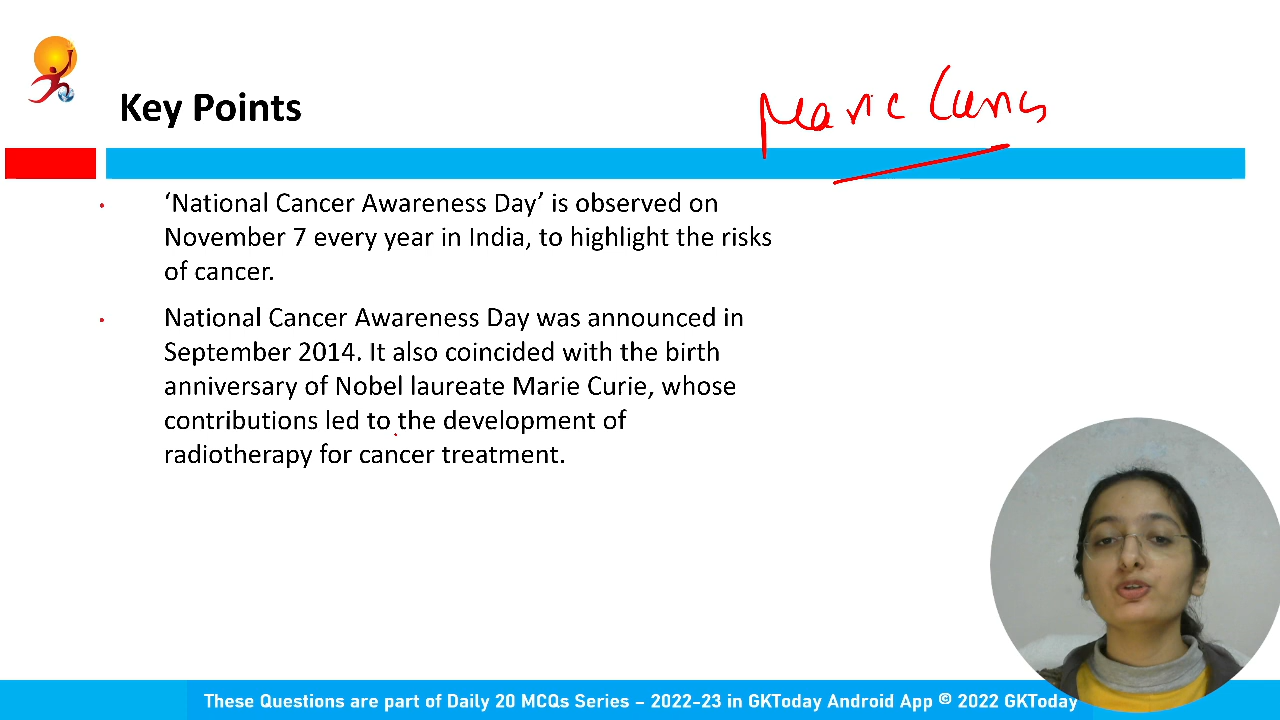 Key Points
Marie Curie
‘National Cancer Awareness Day’ is observed on
November 7 every year in India, to highlight the risks
of cancer.
National Cancer Awareness Day was announced in
September 2014. It also coincided with the birth
anniversary of Nobel laureate Marie Curie, whose
contributions led to the development of
radiotherapy for cancer treatment.
These Questions are part of Daily 20 MCQs Series – 2022-23 in GKToday Android App © 2022 GKToday